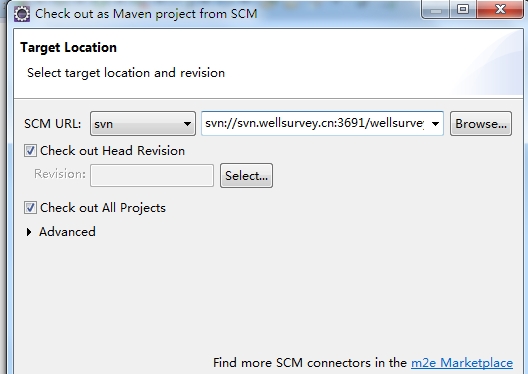 Check out as Maven project from SCM
Target Location
Select target location and revision
SCM URL: svn svn://svn.wellsurvey.cn:3691/wellsurvey Browse...
Check out Head Revision
Revision: Select...
Check out All Projects
Advanced
Find more SCM connectors in the m2e Marketplace